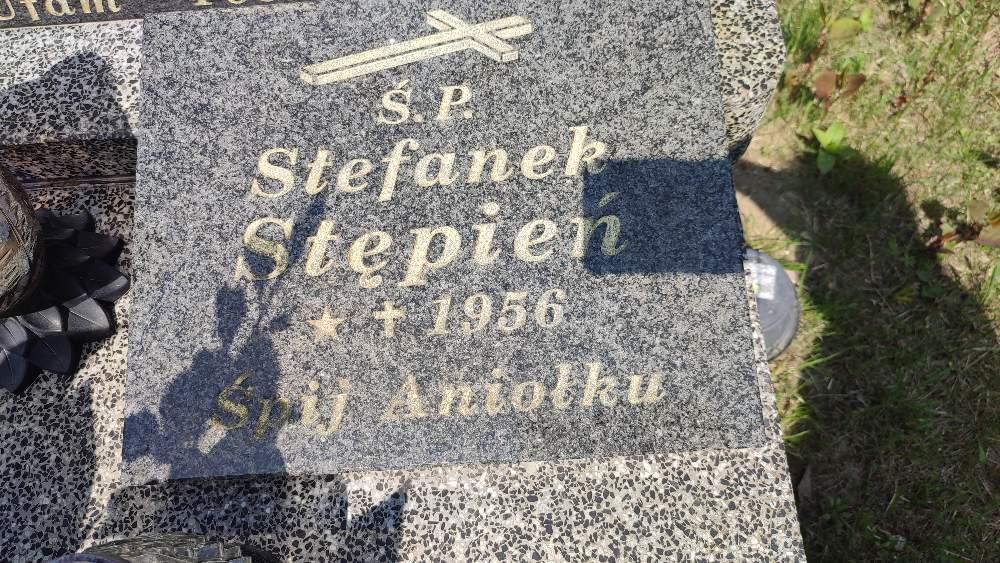 Ś.P.
Stefanek
Stępień
★ ✝ 1956
Śpij Aniołku